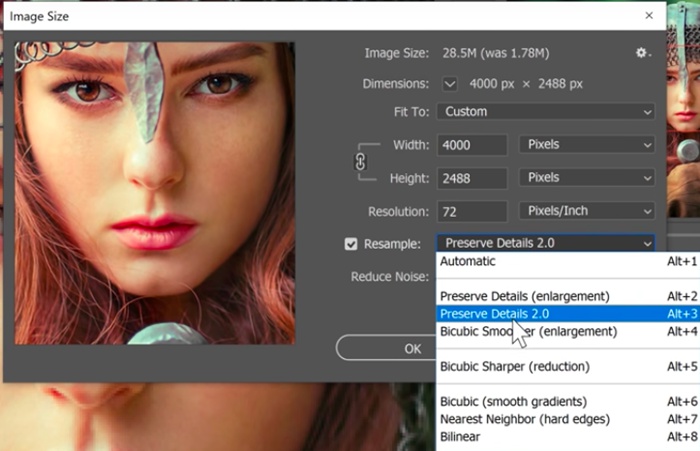 Image Size
Image Size: 28.5M (was 1.78M)
Dimensions: 4000 px × 2488 px
Fit To: Custom
Width: 4000 Pixels
Height: 2488 Pixels
Resolution: 72 Pixels/Inch
Resample: Preserve Details 2.0
Reduce Noise:
OK
Automatic Alt+1
Preserve Details (enlargement) Alt+2
Preserve Details 2.0 Alt+3
Bicubic (enlargement) Alt+4
Bicubic Sharper (reduction) Alt+5
Bicubic (smooth gradients) Alt+6
Nearest Neighbor (hard edges) Alt+7
Bilinear Alt+8